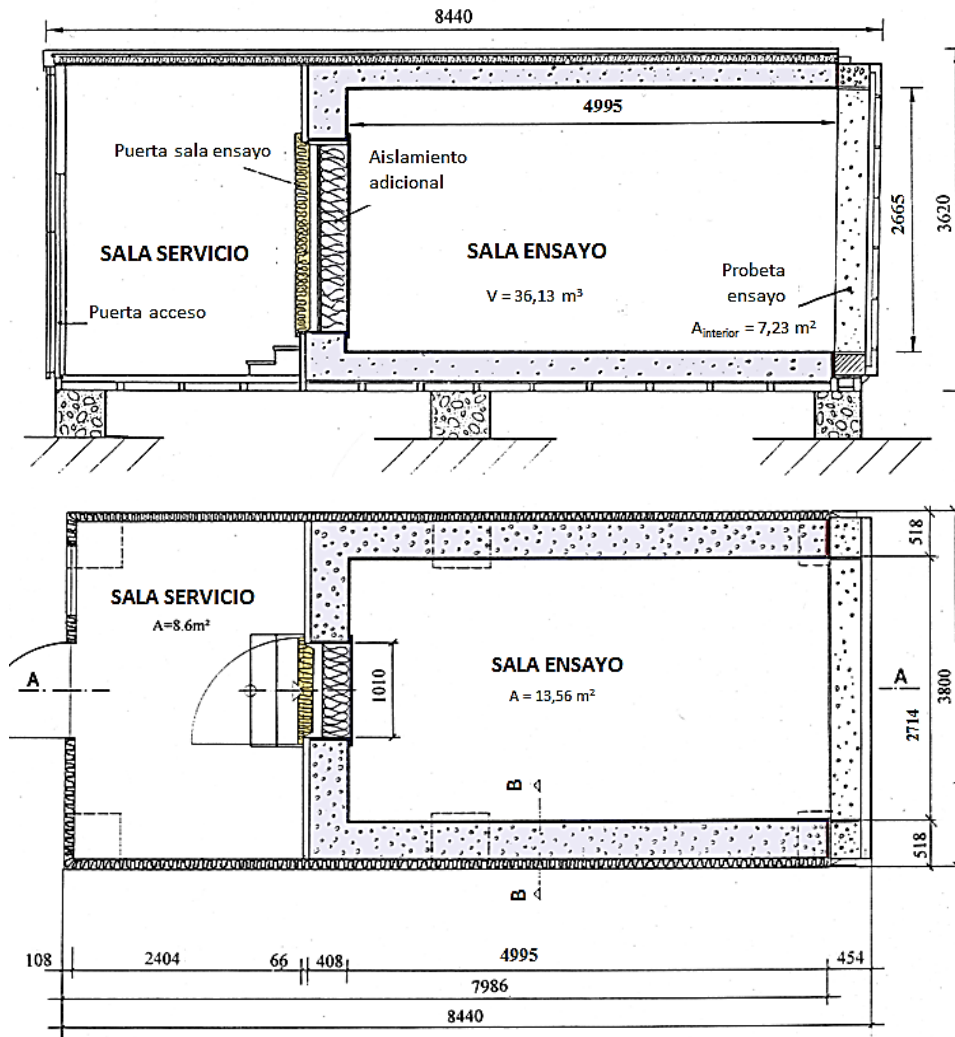 8440
4995
Puerta sala ensayo
Aislamiento
adicional
2665
3620
SALA SERVICIO
SALA ENSAYO
V = 36,13 m³
Probeta
ensayo
Puerta acceso
A interior = 7,23 m²
518
SALA SERVICIO
A=8.6m²
SALA ENSAYO
A = 13,56 m²
A
A
1010
2714
3800
B
B
518
108
2404
66
408
4995
454
7986
8440